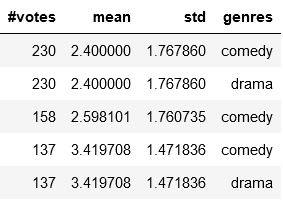 #votes mean std genres
230 2.400000 1.767860 comedy
230 2.400000 1.767860 drama
158 2.598101 1.760735 comedy
137 3.419708 1.471836 comedy
137 3.419708 1.471836 drama